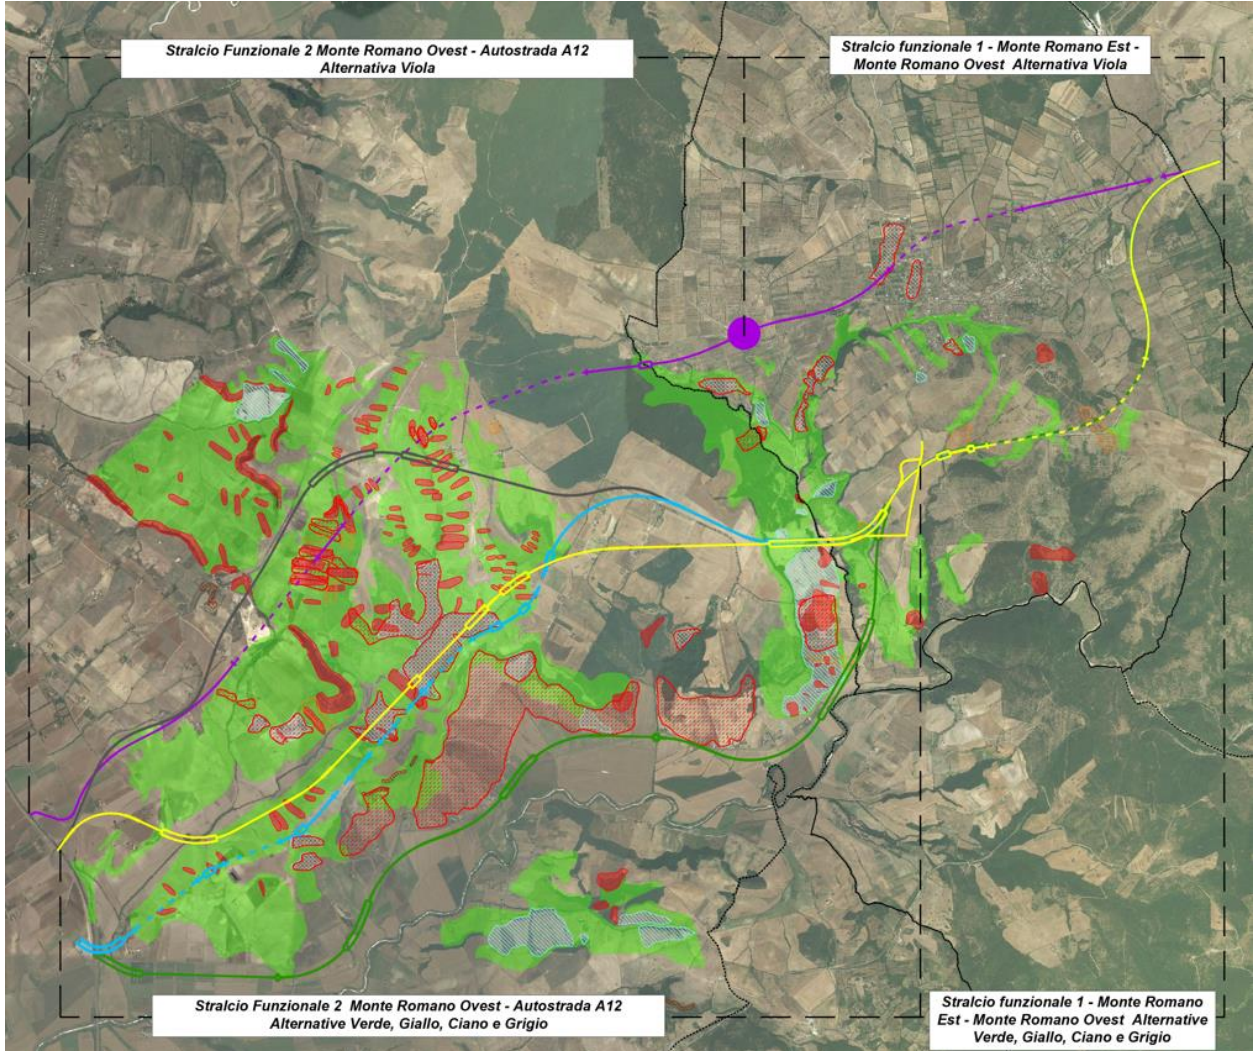 Stralcio Funzionale 2 Monte Romano Ovest - Autostrada A12
Alternativa Viola
Stralcio funzionale 1 - Monte Romano Est -
Monte Romano Ovest Alternativa Viola
Stralcio Funzionale 2 Monte Romano Ovest - Autostrada A12
Alternative Verde, Giallo, Ciano e Grigio
Stralcio funzionale 1 - Monte Romano
Est - Monte Romano Ovest Alternative
Verde, Giallo, Ciano e Grigio